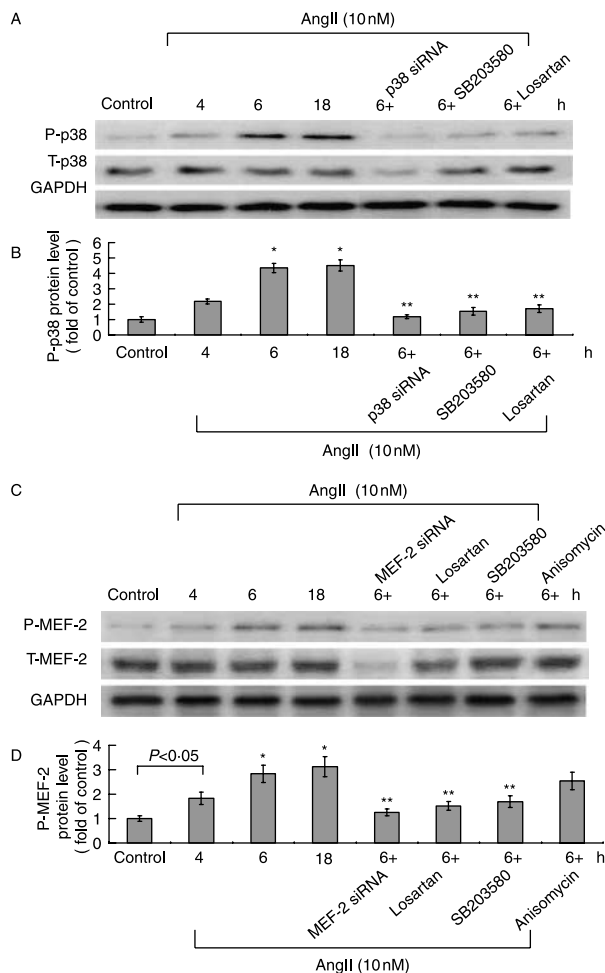 A
AngII (10 nM)
p38 siRNA
SB203580
Losartan
Control 4 6 18 6+ 6+ 6+ h
P-p38
T-p38
GAPDH
B
P-p38 protein level
( fold of control )
6
5
4
3
2
1
0
* * ** ** **
Control 4 6 18 6+ 6+ 6+ h
p38 siRNA
SB203580
Losartan
AngII (10 nM)
C
AngII (10 nM)
MEF-2 siRNA
Losartan
SB203580
Anisomycin
Control 4 6 18 6+ 6+ 6+ 6+ h
P-MEF-2
T-MEF-2
GAPDH
D
P-MEF-2
protein level
(fold of control)
4
3
2
1
0
P<0·05
* * ** ** **
Control 4 6 18 6+ 6+ 6+ 6+ h
MEF-2 siRNA
Losartan
SB203580
Anisomycin
AngII (10 nM)